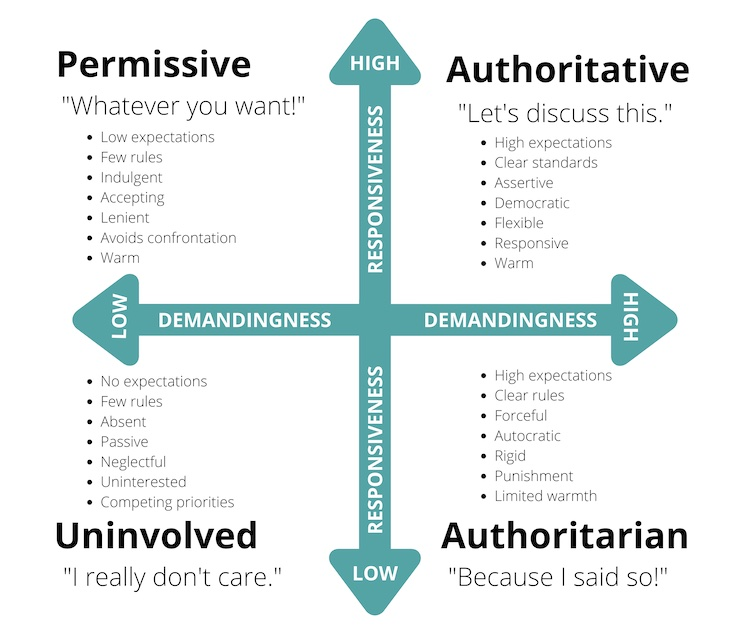 Permissive
"Whatever you want!"
Low expectations
Few rules
Indulgent
Accepting
Lenient
Avoids confrontation
Warm
HIGH
RESPONSIVENESS
Authoritative
"Let's discuss this."
High expectations
Clear standards
Assertive
Democratic
Flexible
Responsive
Warm
LOW
DEMANDINGNESS
DEMANDINGNESS
HIGH
No expectations
Few rules
Absent
Passive
Neglectful
Uninterested
Competing priorities
Uninvolved
"I really don't care."
RESPONSIVENESS
LOW
High expectations
Clear rules
Forceful
Autocratic
Rigid
Punishment
Limited warmth
Authoritarian
"Because I said so!"